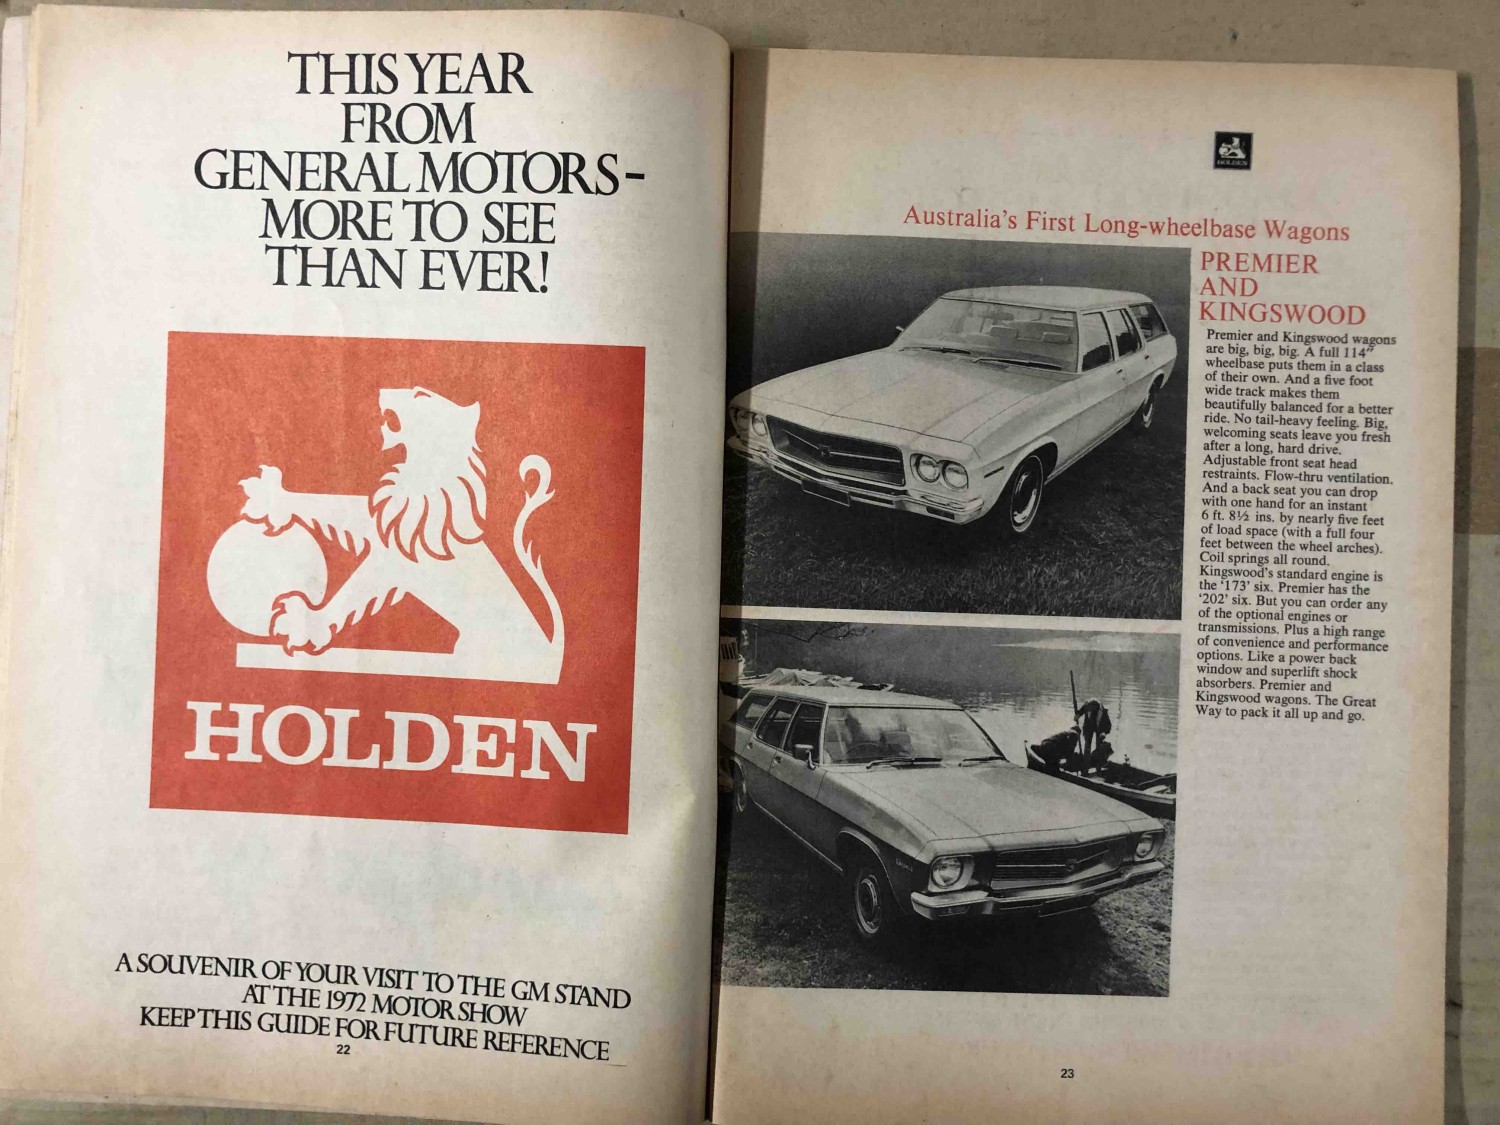 THIS YEAR
FROM
GENERAL MOTORS-
MORE TO SEE
THAN EVER!
HOLDEN
A SOUVENIR OF YOUR VISIT TO THE GM STAND
AT THE 1972 MOTOR SHOW
KEEP THIS GUIDE FOR FUTURE REFERENCE
22
HOLDEN
Australia's First Long-wheelbase Wagons
PREMIER
AND
KINGSWOOD
Premier and Kingswood wagons
are big, big, big. A full 114"
wheelbase puts them in a class
of their own. And a five foot
wide track makes them
beautifully balanced for a better
ride. No tail-heavy feeling. Big,
welcoming seats leave you fresh
after a long, hard drive.
Adjustable front seat head
restraints. Flow-thru ventilation.
And a back seat you can drop
with one hand for an instant
6 ft. 8½ ins. by nearly five feet
of load space (with a full four
feet between the wheel arches).
Coil springs all round.
Kingswood's standard engine is
the '173' six. Premier has the
'202' six. But you can order any
of the optional engines or
transmissions. Plus a high range
of convenience and performance
options. Like a power back
window and superlift shock
absorbers. Premier and
Kingswood wagons. The Great
Way to pack it all up and go.
23